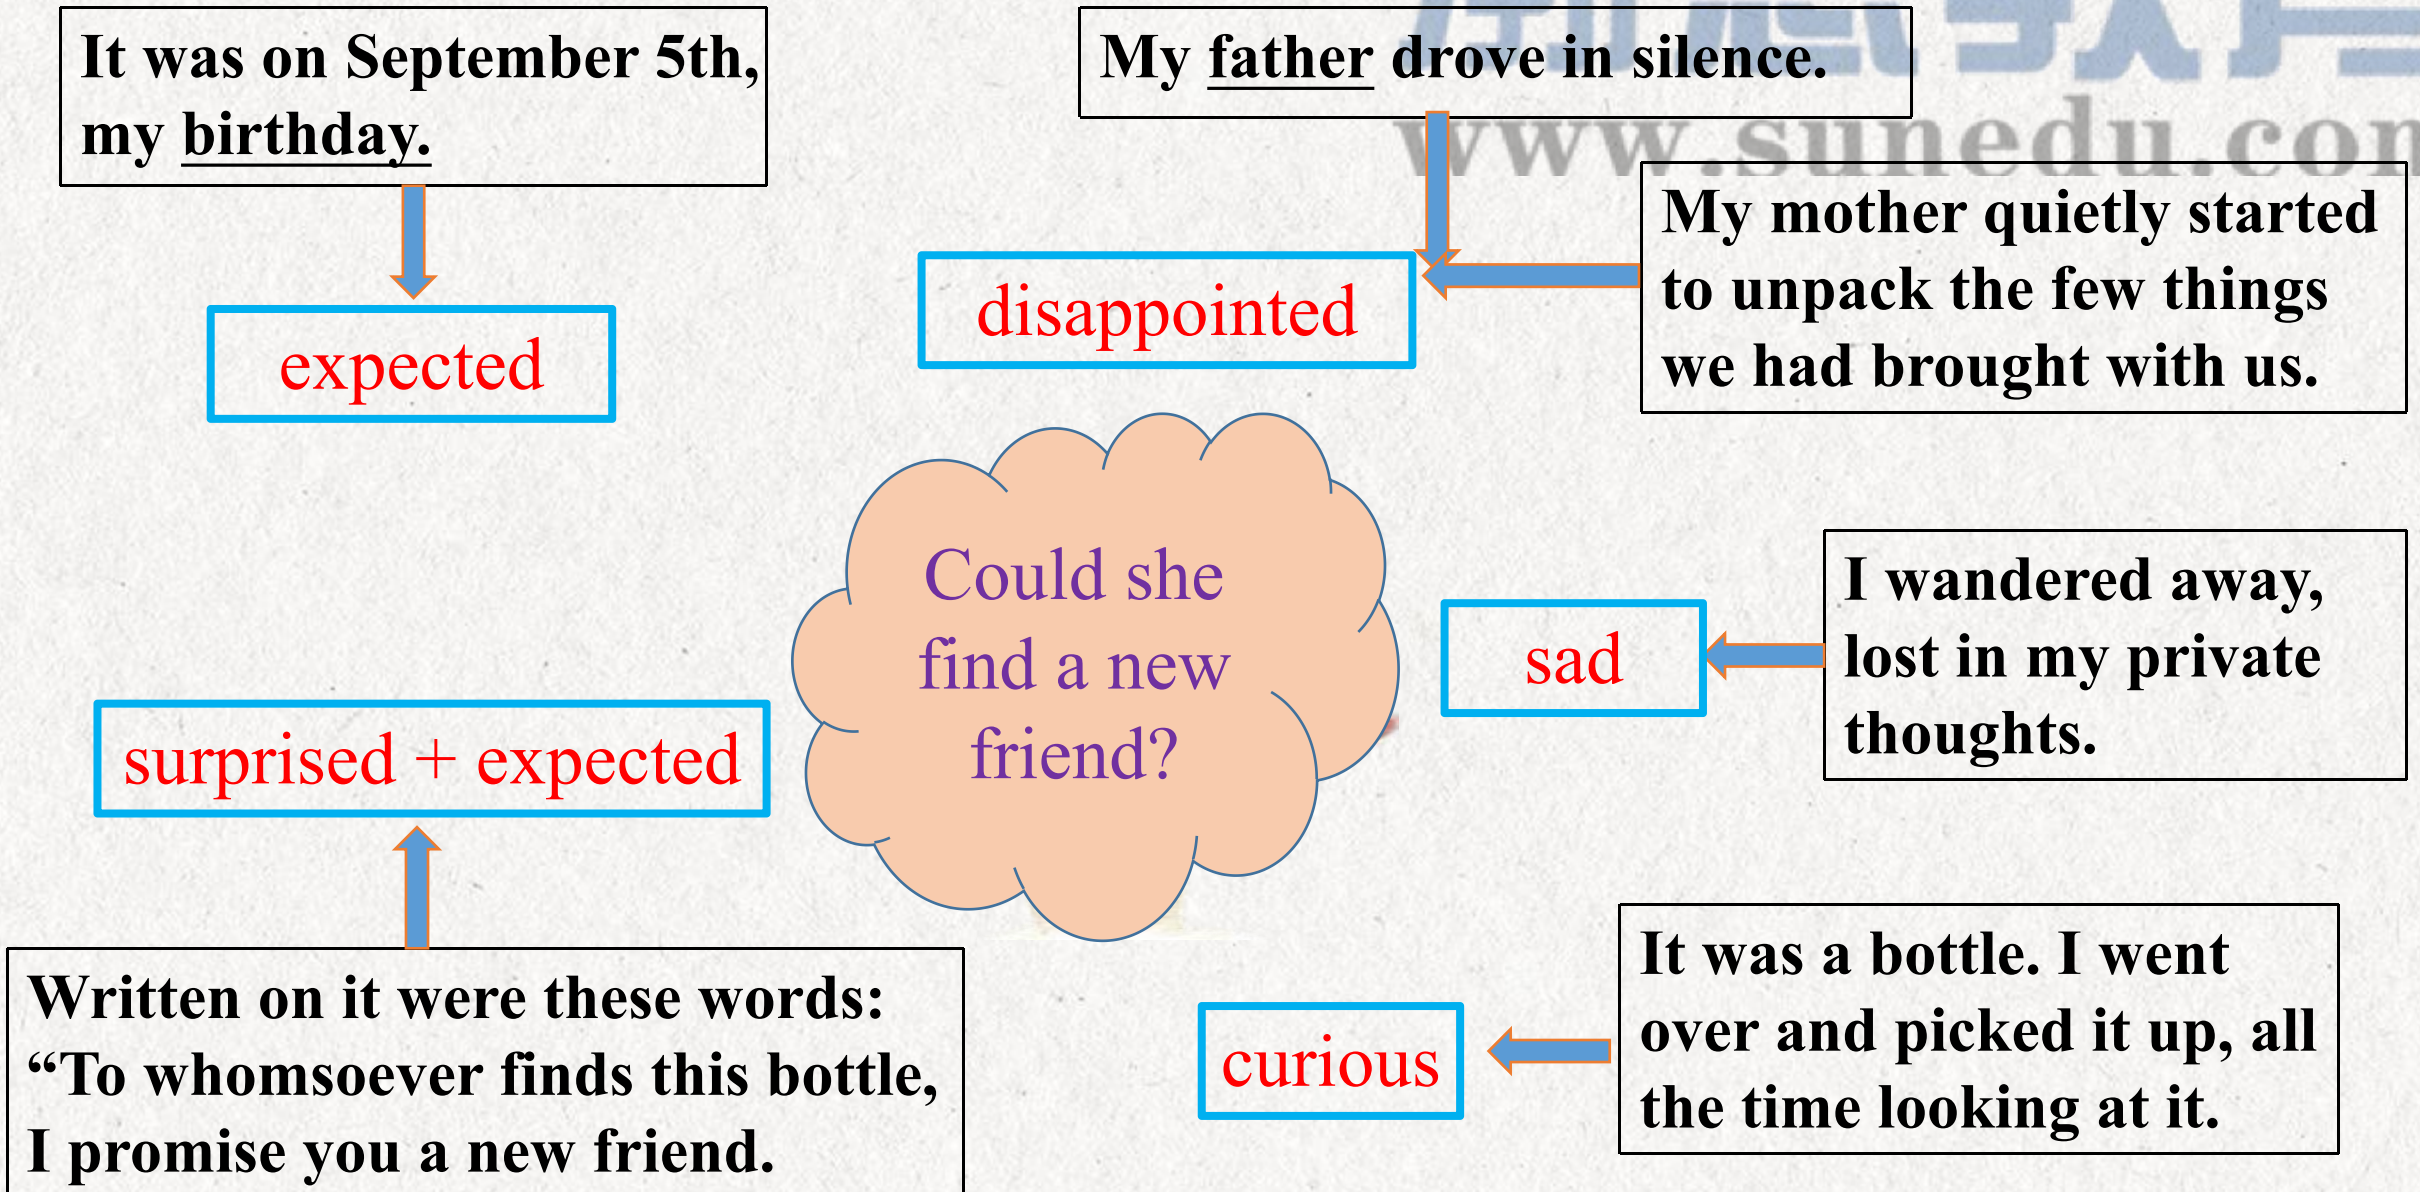 It was on September 5th,
my birthday.
expected
My father drove in silence.
www.sunedu.com
My mother quietly started
to unpack the few things
we had brought with us.
disappointed
Could she
find a new
friend?
I wandered away,
lost in my private
thoughts.
sad
surprised + expected
Written on it were these words:
“To whomsoever finds this bottle,
I promise you a new friend.
It was a bottle. I went
over and picked it up, all
the time looking at it.
curious